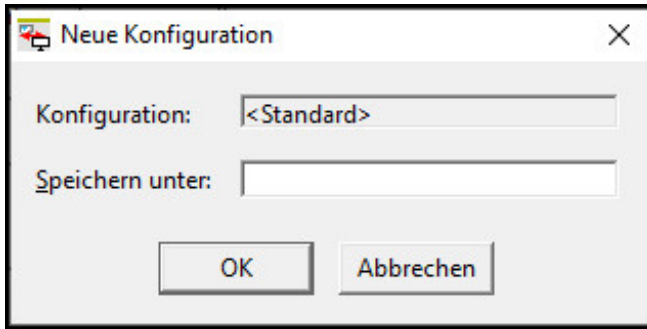 Neue Konfiguration
Konfiguration: <Standard>
Speichern unter:
OK Abbrechen